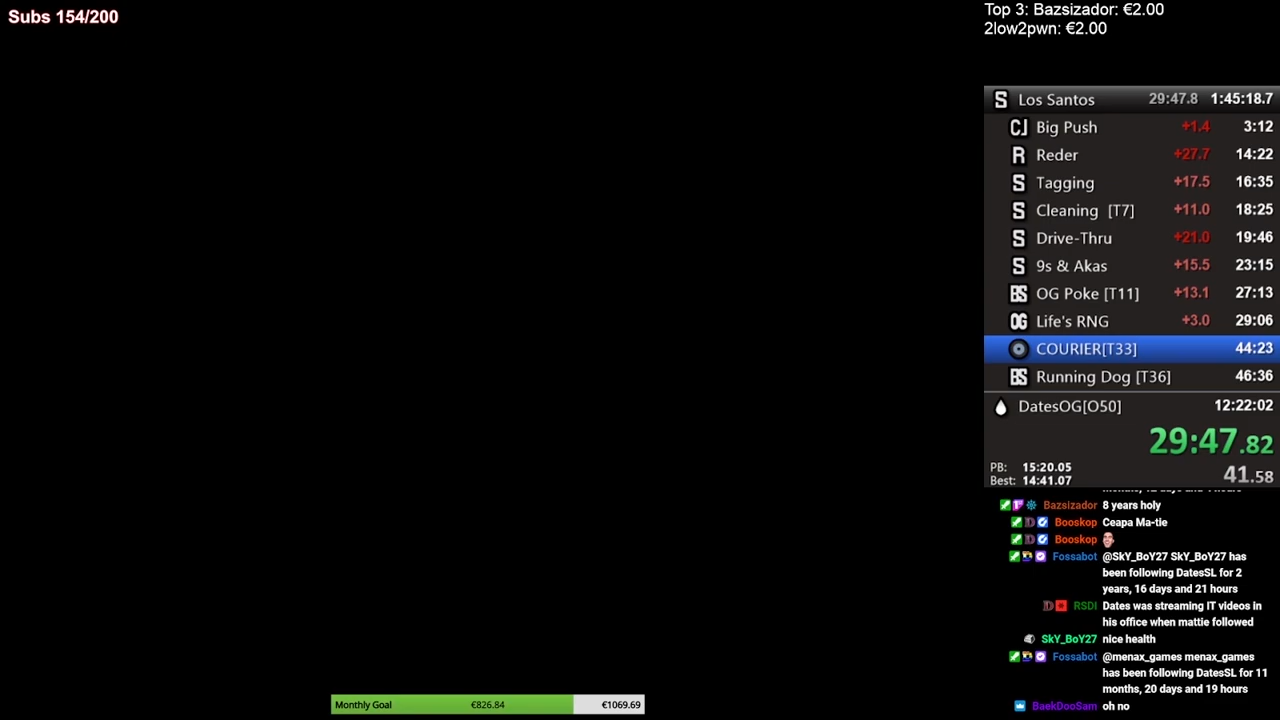 Subs 154/200
Top 3: Bazsizador: €2.00
2low2pwn: €2.00
Los Santos 29:47.8 1:45:18.7
Big Push +1.4 3:12
Reder +27.7 14:22
Tagging +17.5 16:35
Cleaning [T7] +11.0 18:25
Drive-Thru +21.0 19:46
9s & Akas +15.5 23:15
OG Poke [T11] +13.1 27:13
Life's RNG +3.0 29:06
COURIER[T33] 44:23
Running Dog [T36] 46:36
DatesOG[O50] 12:22:02
29:47.82
PB: 15:20.05
Best: 14:41.07
41.58
Bazsizador 8 years holy
Booskop Ceapa Ma-tie
Booskop
Fossabot @SkY_BoY27 SkY_BoY27 has
been following DatesSL for 2
years, 16 days and 21 hours
RSDI Dates was streaming IT videos in
his office when mattie followed
SkY_BoY27 nice health
Fossabot @menax_games menax_games
has been following DatesSL for 11
months, 20 days and 19 hours
BaekDooSam oh no
Monthly Goal €826.84 €1069.69